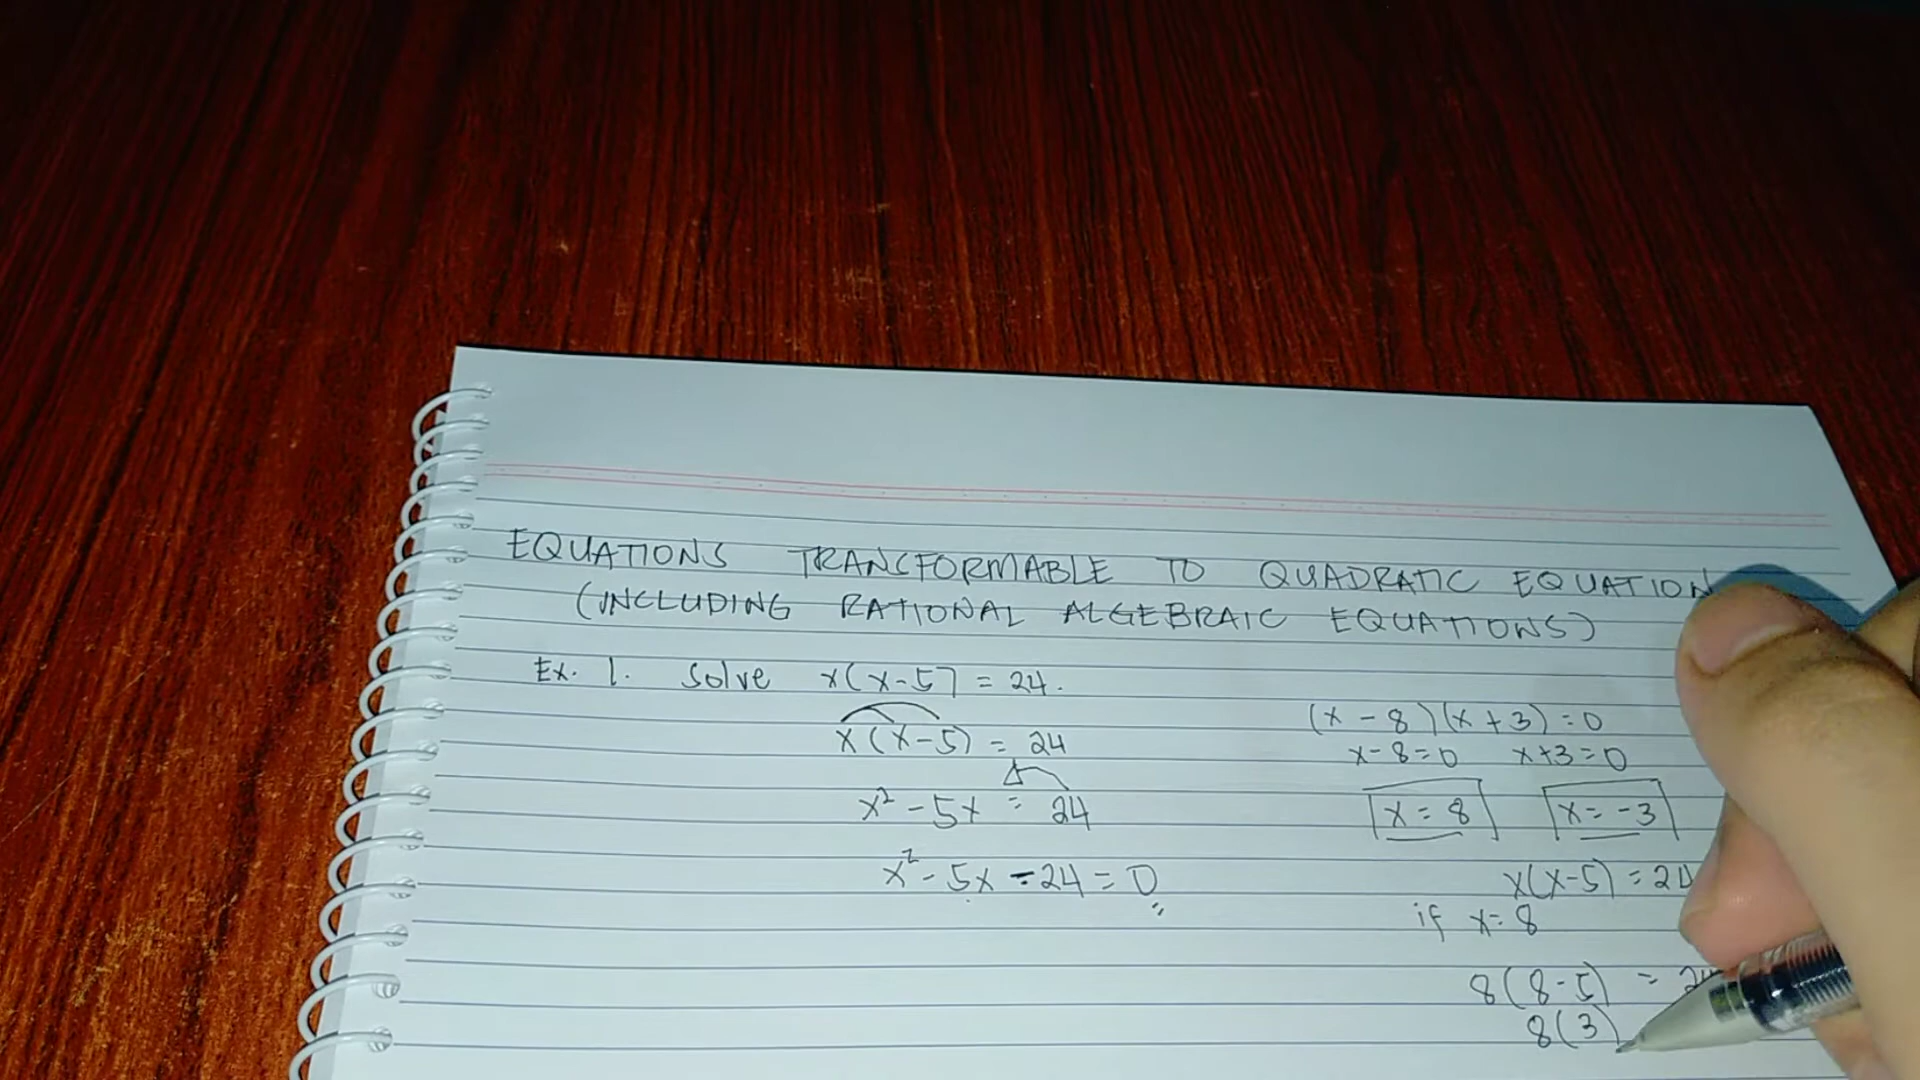 EQUATIONS TRANSFORMABLE TO QUADRATIC EQUATION
(INCLUDING RATIONAL ALGEBRAIC EQUATIONS)
Ex. 1. Solve x(x-5) = 24.
x(x-5) = 24
x² - 5x = 24
x² - 5x - 24 = 0
(x - 8)(x + 3) = 0
x - 8 = 0 x + 3 = 0
x = 8 x = -3
x(x-5) = 24
if x = 8
8(8-5) = 24
8(3)